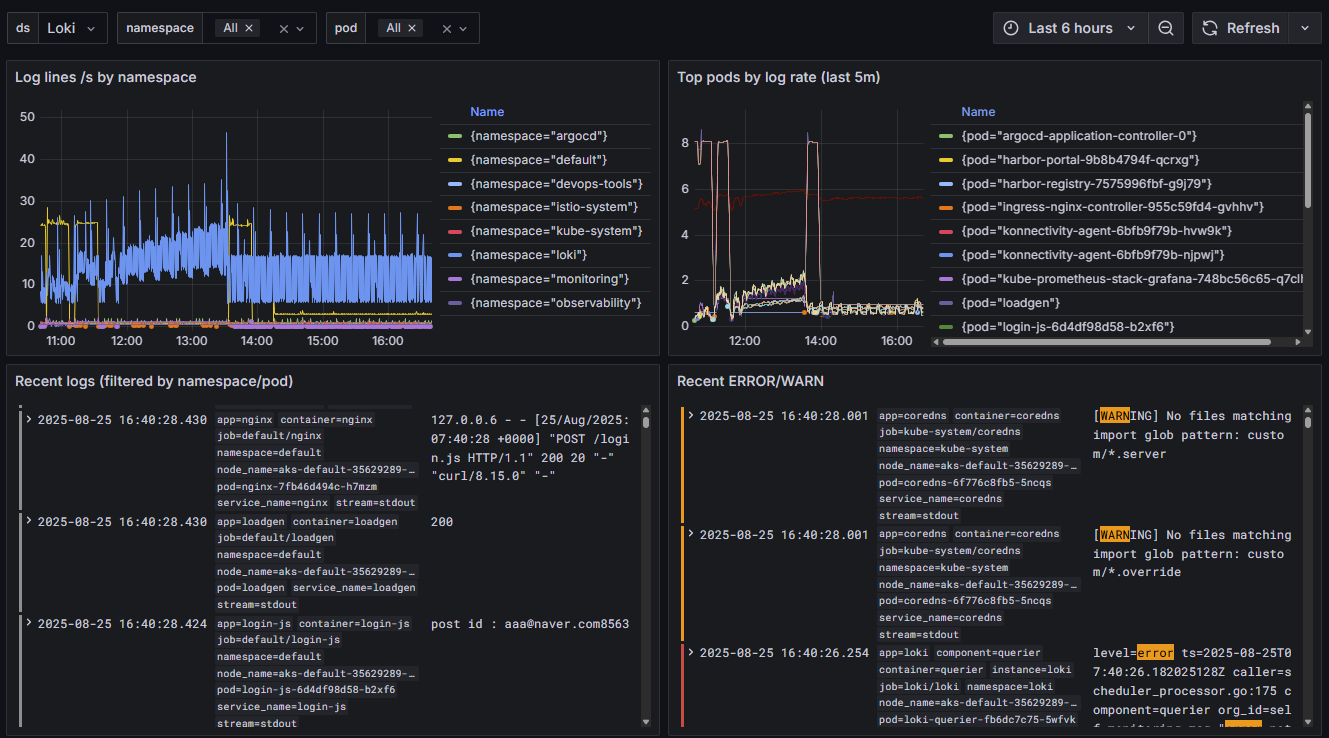 ds Loki namespace All pod All Last 6 hours Refresh
Log lines /s by namespace
50
40
30
20
10
0
11:00 12:00 13:00 14:00 15:00 16:00
Name
{namespace="argocd"}
{namespace="default"}
{namespace="devops-tools"}
{namespace="istio-system"}
{namespace="kube-system"}
{namespace="loki"}
{namespace="monitoring"}
{namespace="observability"}
Top pods by log rate (last 5m)
8
6
4
2
0
12:00 14:00 16:00
Name
{pod="argocd-application-controller-0"}
{pod="harbor-portal-9b8b4794f-qcrxg"}
{pod="harbor-registry-7575996fbf-g9j79"}
{pod="ingress-nginx-controller-955c59fd4-gvhhv"}
{pod="konnectivity-agent-6bfb9f79b-hvw9k"}
{pod="konnectivity-agent-6bfb9f79b-njpwj"}
{pod="kube-prometheus-stack-grafana-748bc56c65-q7clh
{pod="loadgen"}
{pod="login-js-6d4df98d58-b2xf6"}
Recent logs (filtered by namespace/pod)
2025-08-25 16:40:28.430
app=nginx container=nginx
job=default/nginx
namespace=default
node_name=aks-default-35629289-…
pod=nginx-7fb46d494c-h7mzm
service_name=nginx stream=stdout
127.0.0.6 - - [25/Aug/2025:
07:40:28 +0000] "POST /logi
n.js HTTP/1.1" 200 20 "-"
"curl/8.15.0" "-"
2025-08-25 16:40:28.430
app=loadgen container=loadgen
job=default/loadgen
namespace=default
node_name=aks-default-35629289-…
pod=loadgen service_name=loadgen
stream=stdout
200
2025-08-25 16:40:28.424
app=login-js container=login-js
job=default/login-js
namespace=default
node_name=aks-default-35629289-…
pod=login-js-6d4df98d58-b2xf6
service_name=login-js
stream=stdout
post id : aaa@naver.com8563
Recent ERROR/WARN
2025-08-25 16:40:28.001
app=coredns container=coredns
job=kube-system/coredns
namespace=kube-system
node_name=aks-default-35629289-…
pod=coredns-6f776c8fb5-5ncqs
service_name=coredns
stream=stdout
[WARNING] No files matching
import glob pattern: custo
m/*.server
2025-08-25 16:40:28.001
app=coredns container=coredns
job=kube-system/coredns
namespace=kube-system
node_name=aks-default-35629289-…
pod=coredns-6f776c8fb5-5ncqs
service_name=coredns
stream=stdout
[WARNING] No files matching
import glob pattern: custo
m/*.override
2025-08-25 16:40:26.254
app=loki component=querier
container=querier instance=loki
job=loki/loki namespace=loki
node_name=aks-default-35629289-…
pod=loki-querier-fb6dc7c75-5wfvk
level=error ts=2025-08-25T0
7:40:26.182025128Z caller=s
cheduler_processor.go:175 c
omponent=querier org_id=sel